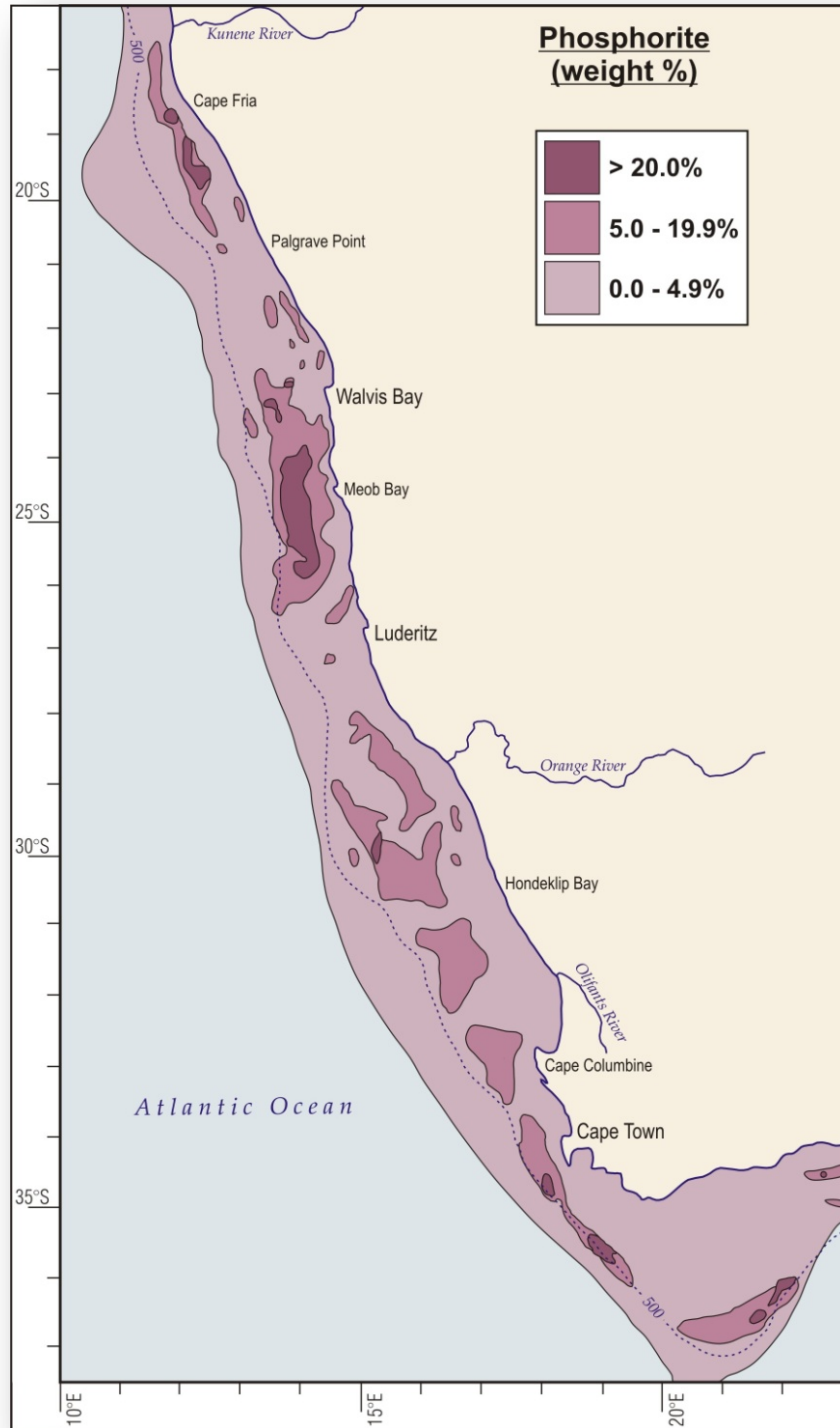 Phosphorite
(weight %)
> 20.0%
5.0 - 19.9%
0.0 - 4.9%
Kunene River
500
Cape Fria
20°S
Palgrave Point
Walvis Bay
Meob Bay
25°S
Luderitz
Orange River
30°S
Hondeklip Bay
Olifants River
Cape Columbine
Atlantic Ocean
Cape Town
35°S
500
10°E
15°E
20°E